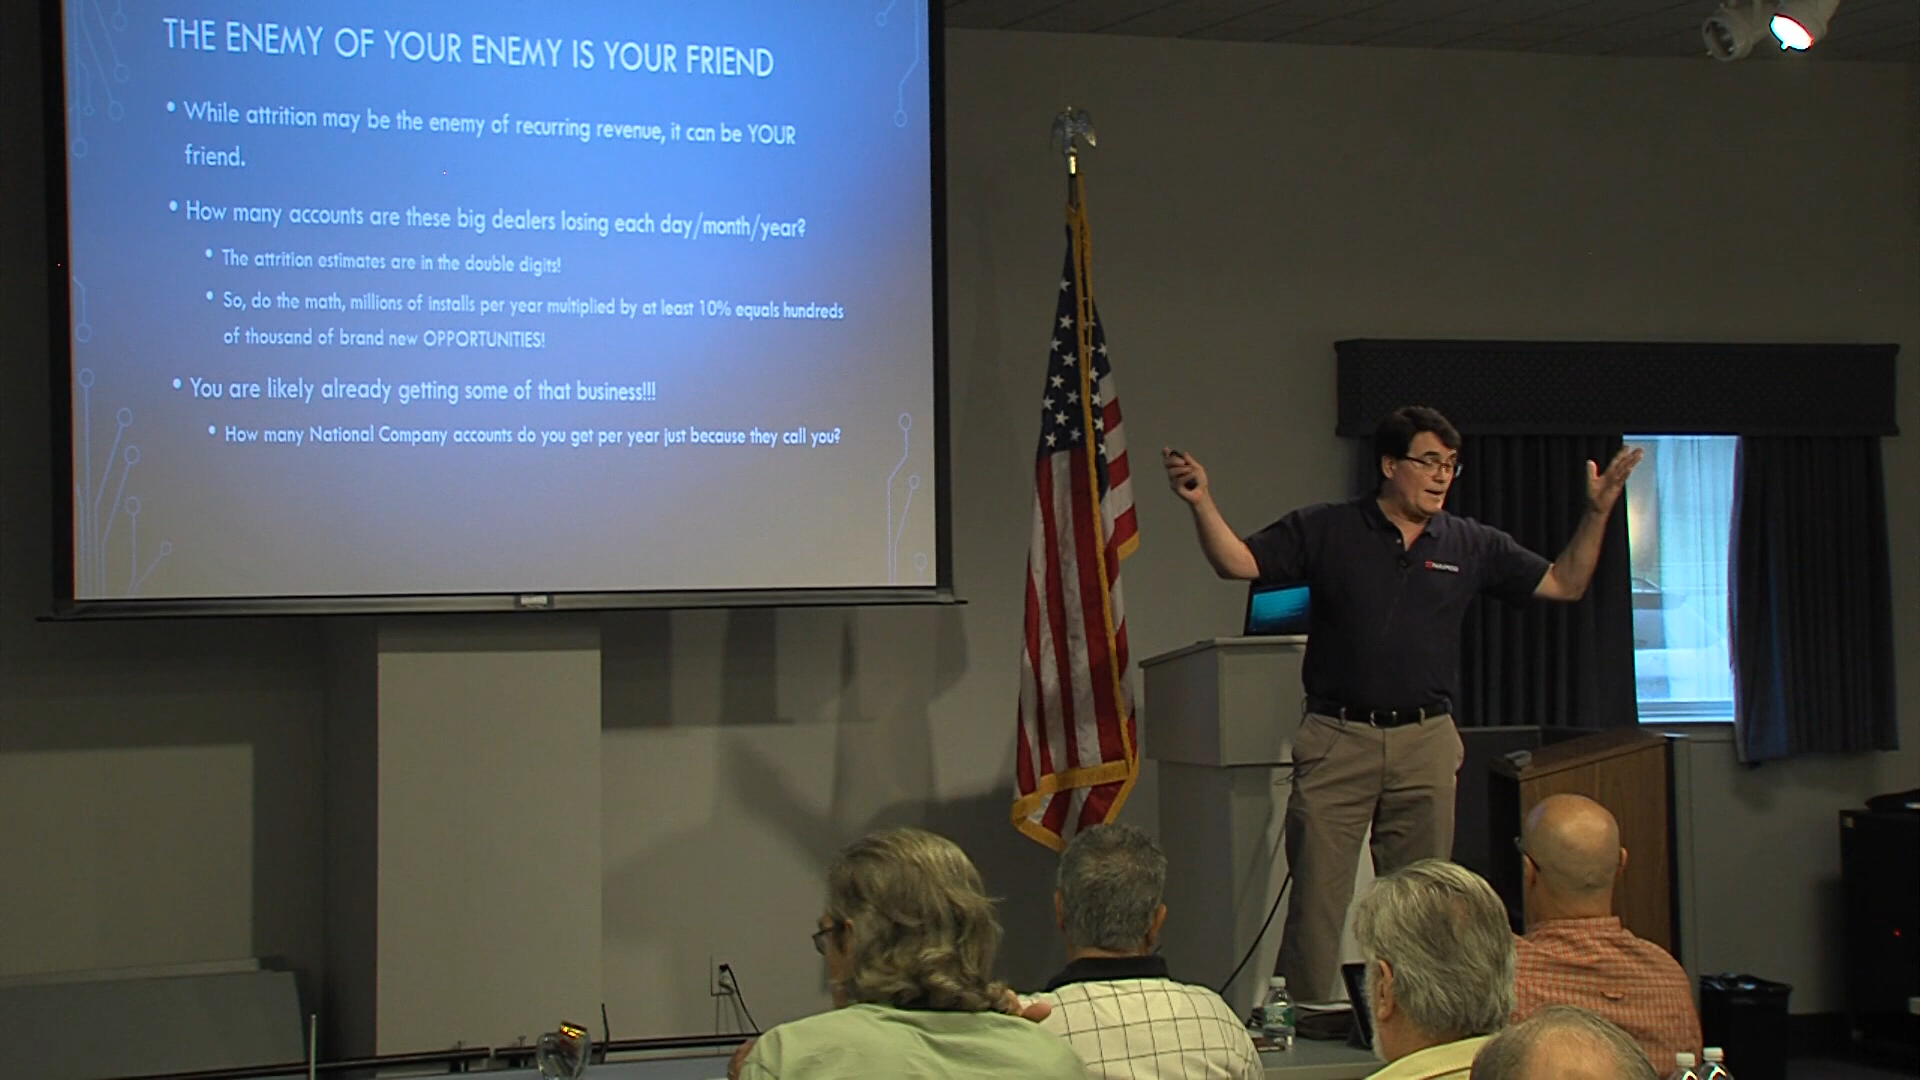 THE ENEMY OF YOUR ENEMY IS YOUR FRIEND
• While attrition may be the enemy of recurring revenue, it can be YOUR
friend.
• How many accounts are these big dealers losing each day/month/year?
• The attrition estimates are in the double digits!
• So, do the math, millions of installs per year multiplied by at least 10% equals hundreds
of thousand of brand new OPPORTUNITIES!
• You are likely already getting some of that business!!!
• How many National Company accounts do you get per year just because they call you?
NAPCO